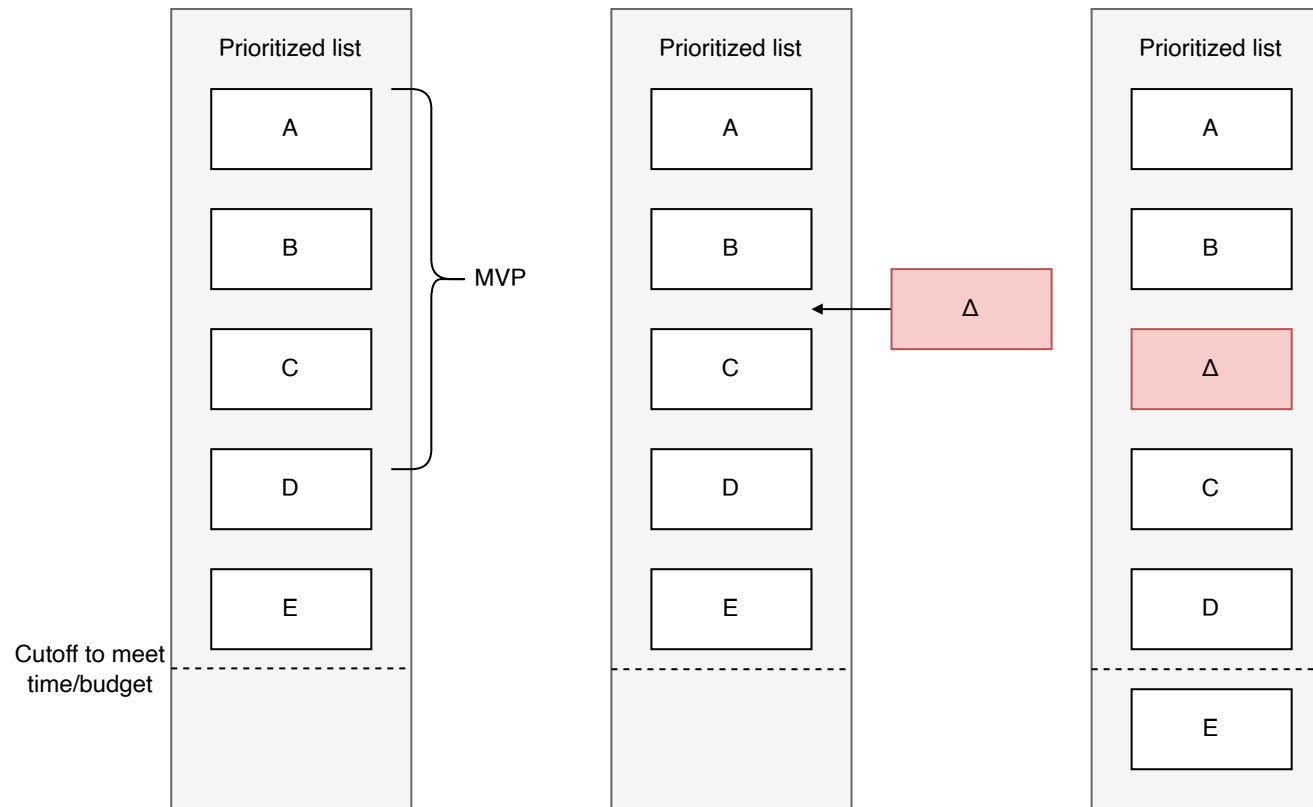 Prioritized list
A
B
C
D
E
MVP
Cutoff to meet
time/budget
Prioritized list
A
B
C
D
E
Δ
Prioritized list
A
B
Δ
C
D
E